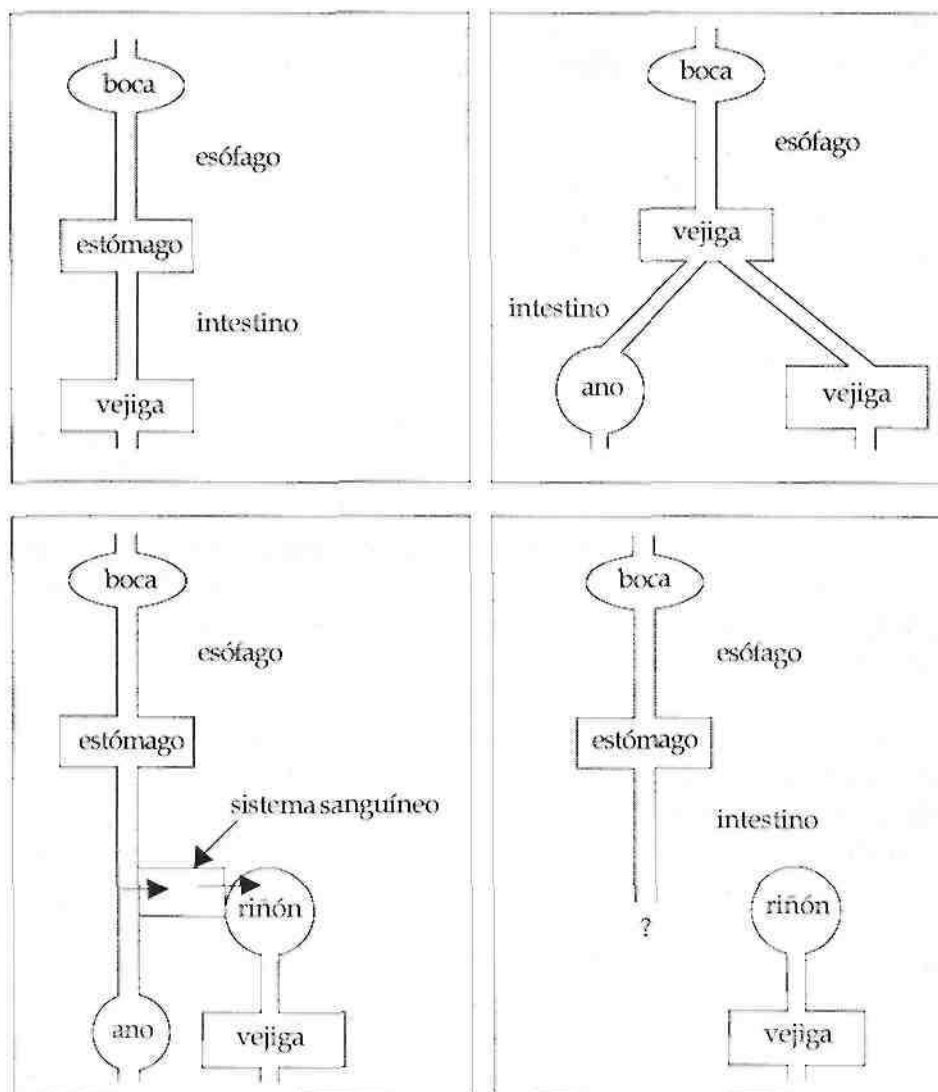 boca
esófago
estómago
intestino
vejiga
boca
esófago
vejiga
intestino
ano
vejiga
boca
esófago
estómago
sistema sanguíneo
riñón
ano
vejiga
boca
esófago
estómago
intestino
?
riñón
vejiga